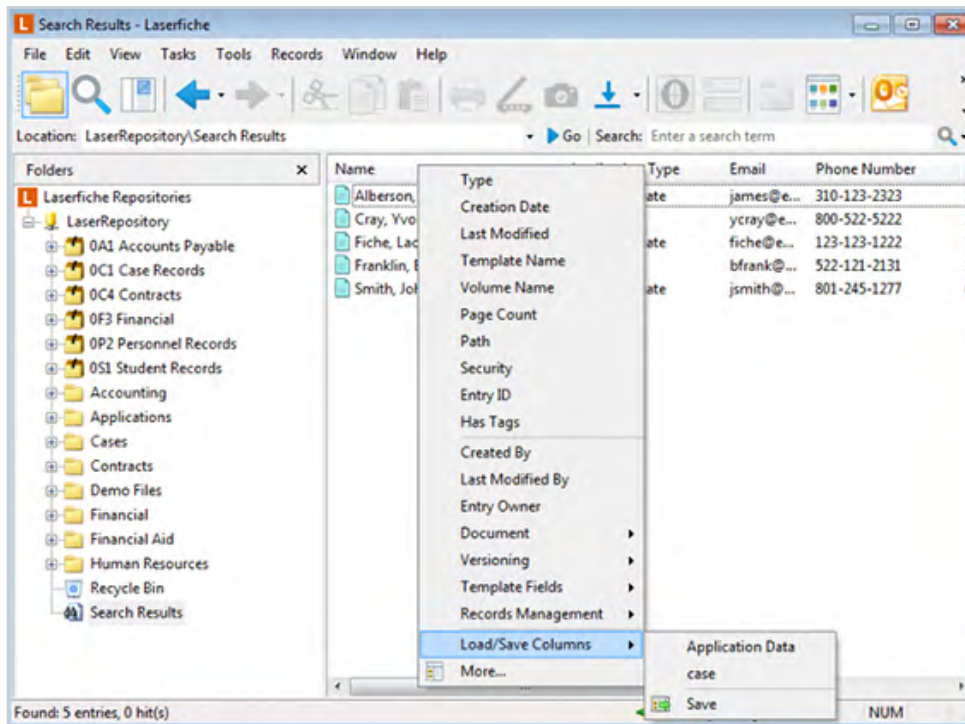 Search Results - Laserfiche
File Edit View Tasks Tools Records Window Help
Location: LaserRepository\Search Results
Go Search: Enter a search term
Folders x
Name Type Email Phone Number
Laserfiche Repositories
LaserRepository
0A1 Accounts Payable
0C1 Case Records
0C4 Contracts
0F3 Financial
0P2 Personnel Records
0S1 Student Records
Accounting
Applications
Cases
Contracts
Demo Files
Financial
Financial Aid
Human Resources
Recycle Bin
Search Results
Alberson, ate james@e... 310-123-2323
Cray, Yvo ycray@e... 800-522-5222
Fiche, Lac ate fiche@e... 123-123-1222
Franklin, bfrank@... 522-121-2131
Smith, Joh ate jsmith@... 801-245-1277
Type
Creation Date
Last Modified
Template Name
Volume Name
Page Count
Path
Security
Entry ID
Has Tags
Created By
Last Modified By
Entry Owner
Document
Versioning
Template Fields
Records Management
Load/Save Columns
More...
Application Data
case
Save
Found: 5 entries, 0 hit(s)
NUM